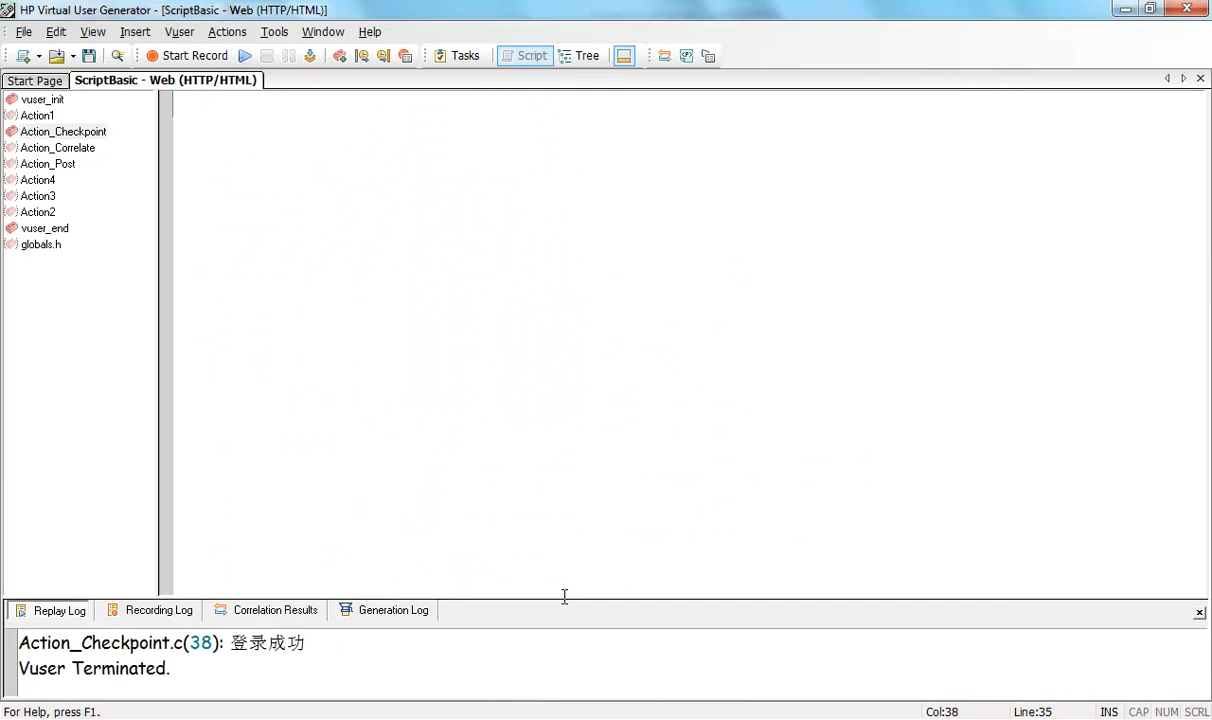 HP Virtual User Generator - [ScriptBasic - Web (HTTP/HTML)]
File Edit View Insert Vuser Actions Tools Window Help
Start Record Tasks Script Tree
Start Page ScriptBasic - Web (HTTP/HTML)
vuser_init
Action1
Action_Checkpoint
Action_Correlate
Action_Post
Action4
Action3
Action2
vuser_end
globals.h
Replay Log Recording Log Correlation Results Generation Log
Action_Checkpoint.c(38): 登录成功
Vuser Terminated.
For Help, press F1. Col:38 Line:35 INS CAP NUM SCRL